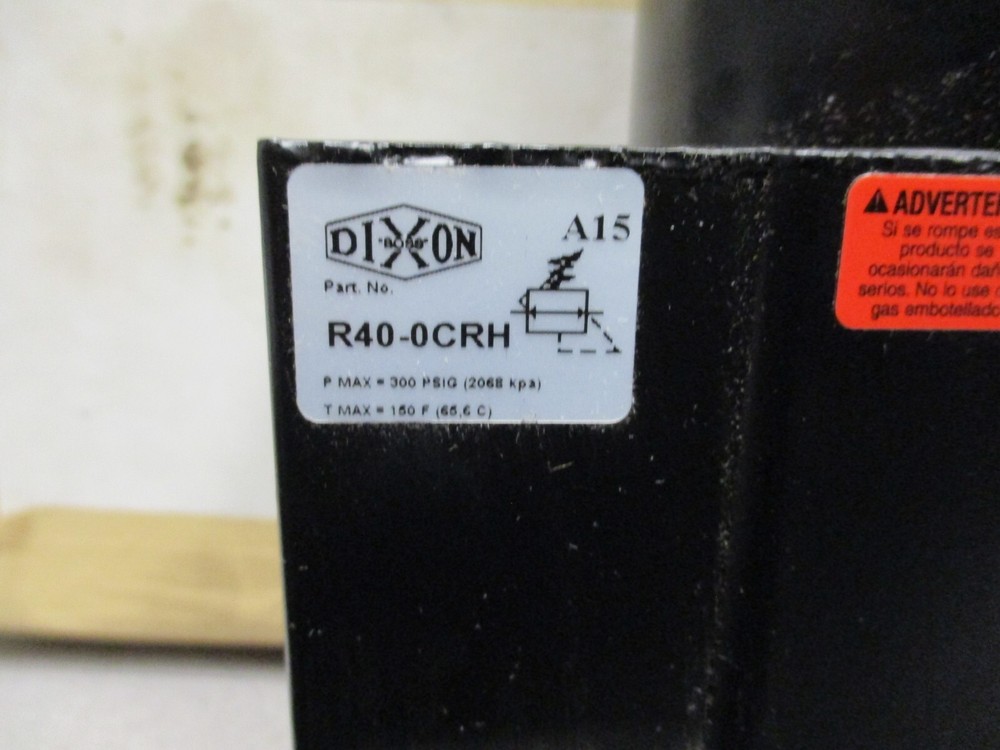 DIXON
BOSS
A15
Part. No.
R40-0CRH
P MAX = 300 PSIG (2068 kpa)
T MAX = 150 F (65,6 C)
ADVERTE
Si se rompe es
producto se
ocasionarán dañ
serios. No lo use
gas embotellado